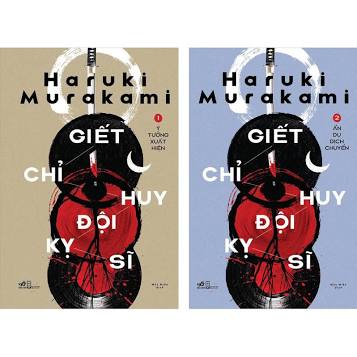 Haruki
Murakami
1
Ý
TƯỞNG
XUẤT
HIỆN
GIẾT
CHỈ
HUY
ĐỘI
KỴ
SĨ
Haruki
Murakami
2
ẨN
DỤ
DỊCH
CHUYỂN
GIẾT
CHỈ
HUY
ĐỘI
KỴ
SĨ